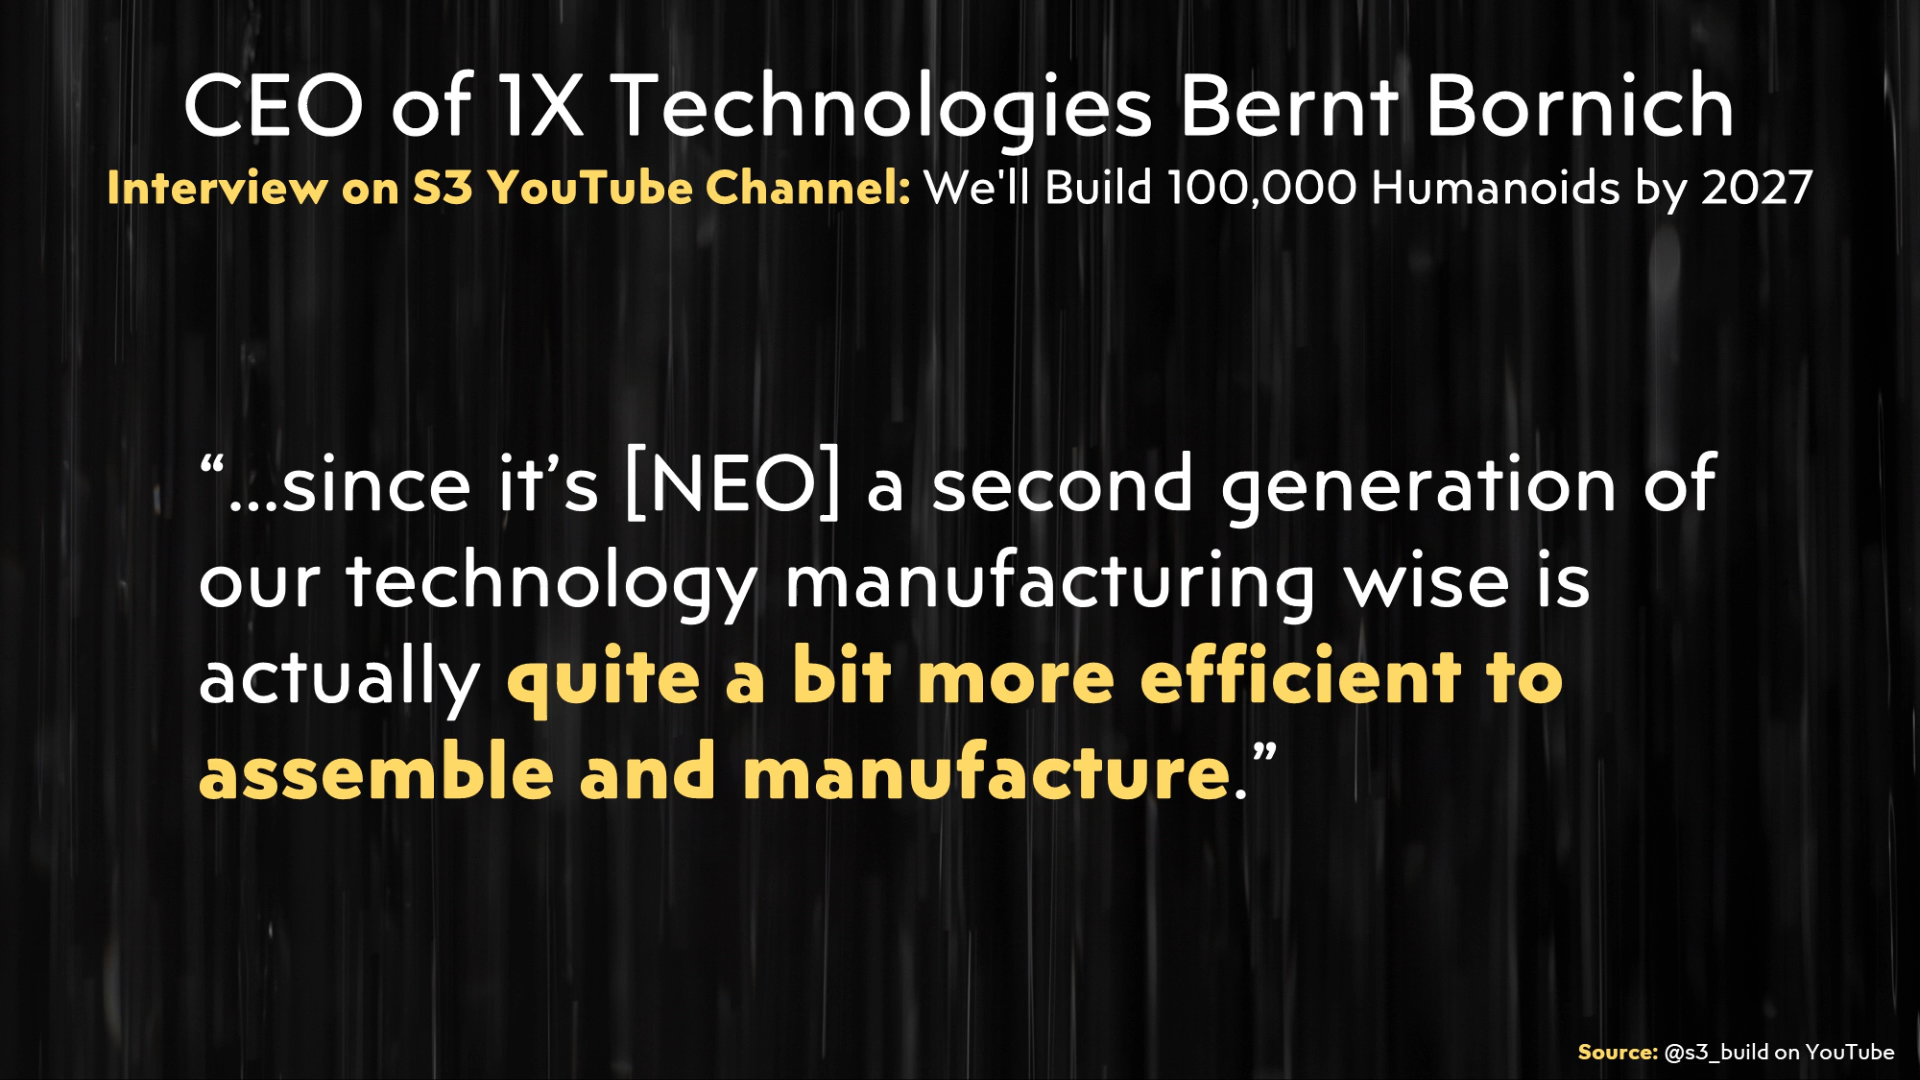 CEO of 1X Technologies Bernt Bornich
Interview on S3 YouTube Channel: We'll Build 100,000 Humanoids by 2027
“...since it’s [NEO] a second generation of
our technology manufacturing wise is
actually quite a bit more efficient to
assemble and manufacture.”
Source: @s3_build on YouTube